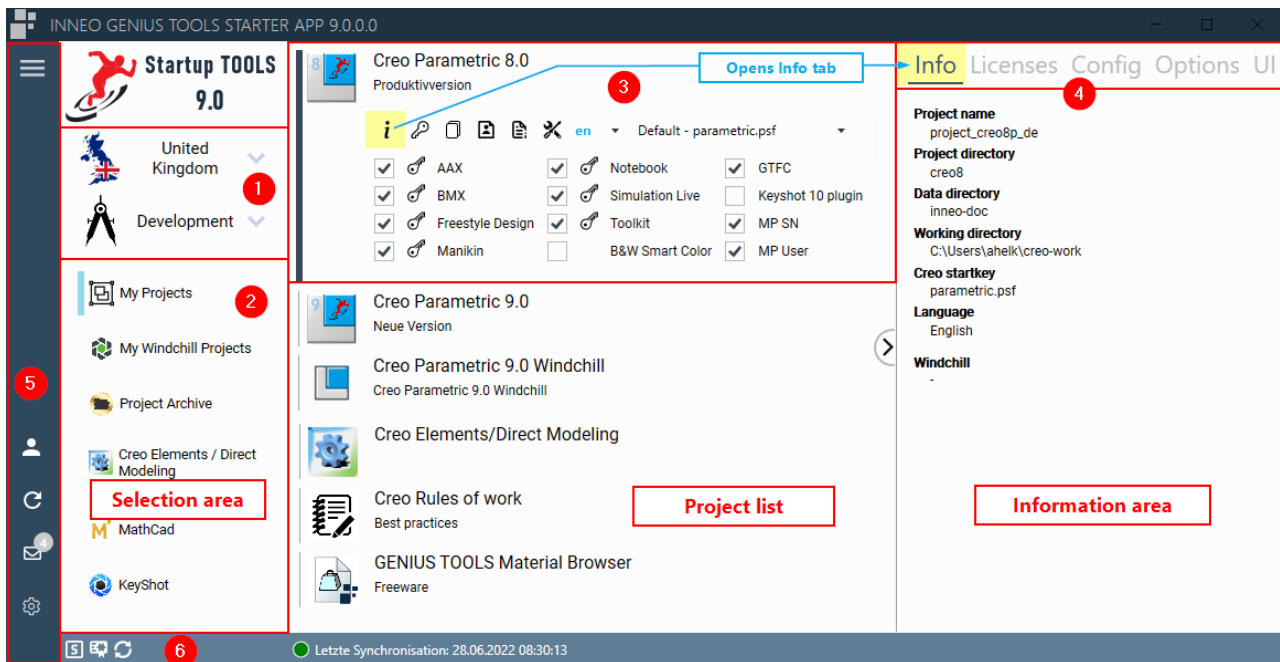 INNEO GENIUS TOOLS STARTER APP 9.0.0.0
Startup TOOLS
9.0
United
Kingdom
1
Development
My Projects
2
My Windchill Projects
5
Project Archive
Creo Elements / Direct
Modeling
Selection area
MathCad
4
KeyShot
8
Creo Parametric 8.0
Produktivversion
3
Opens Info tab
i
en
Default - parametric.psf
AAX
Notebook
GTFC
BMX
Simulation Live
Keyshot 10 plugin
Freestyle Design
Toolkit
MP SN
Manikin
B&W Smart Color
MP User
9
Creo Parametric 9.0
Neue Version
Creo Parametric 9.0 Windchill
Creo Parametric 9.0 Windchill
Creo Elements/Direct Modeling
Creo Rules of work
Best practices
Project list
GENIUS TOOLS Material Browser
Freeware
Info Licenses Config Options UI
4
Project name
project_creo8p_de
Project directory
creo8
Data directory
inneo-doc
Working directory
C:\Users\ahelk\creo-work
Creo startkey
parametric.psf
Language
English
Windchill
-
Information area
S
6
Letzte Synchronisation: 28.06.2022 08:30:13